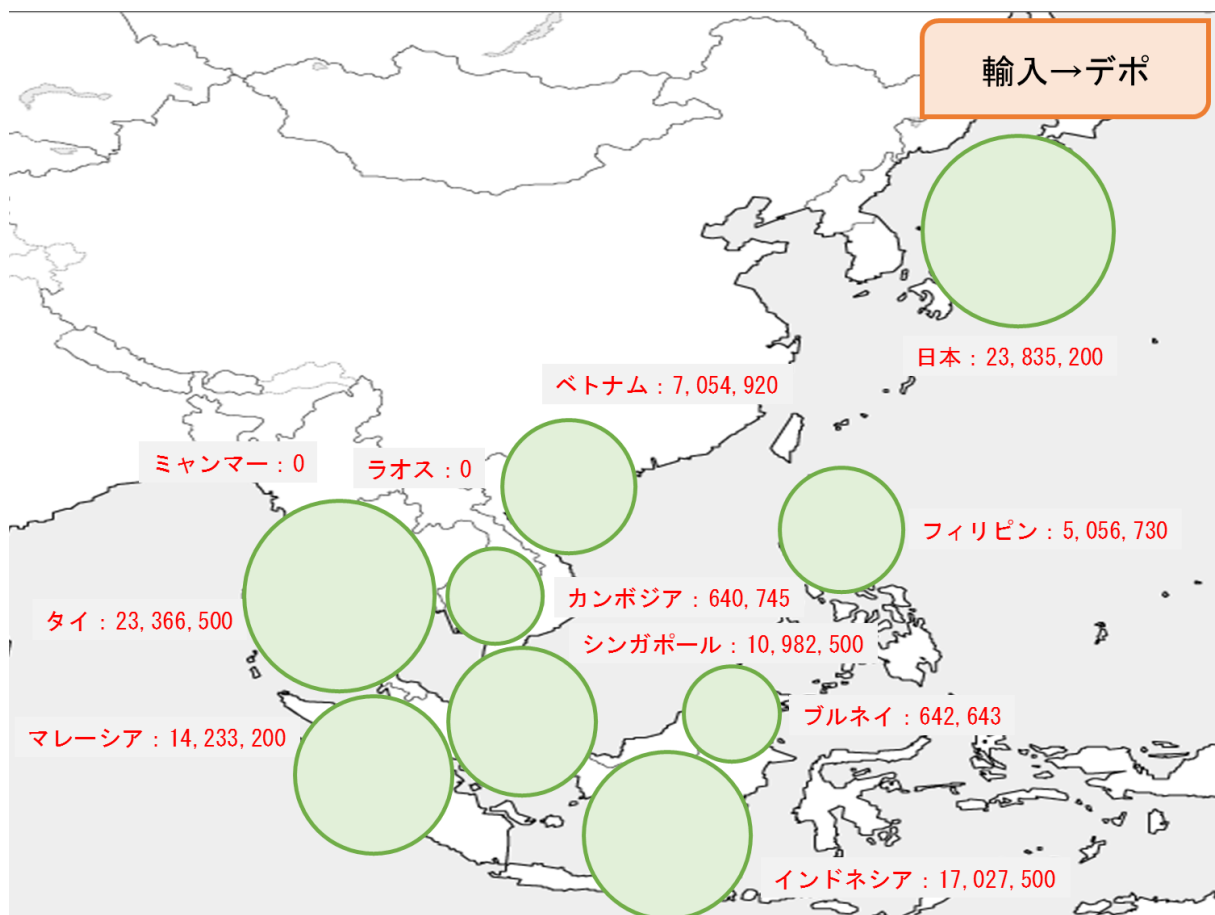 輸入→デポ
日本：23,835,200
ベトナム：7,054,920
ミャンマー：0
ラオス：0
フィリピン：5,056,730
カンボジア：640,745
タイ：23,366,500
シンガポール：10,982,500
ブルネイ：642,643
マレーシア：14,233,200
インドネシア：17,027,500